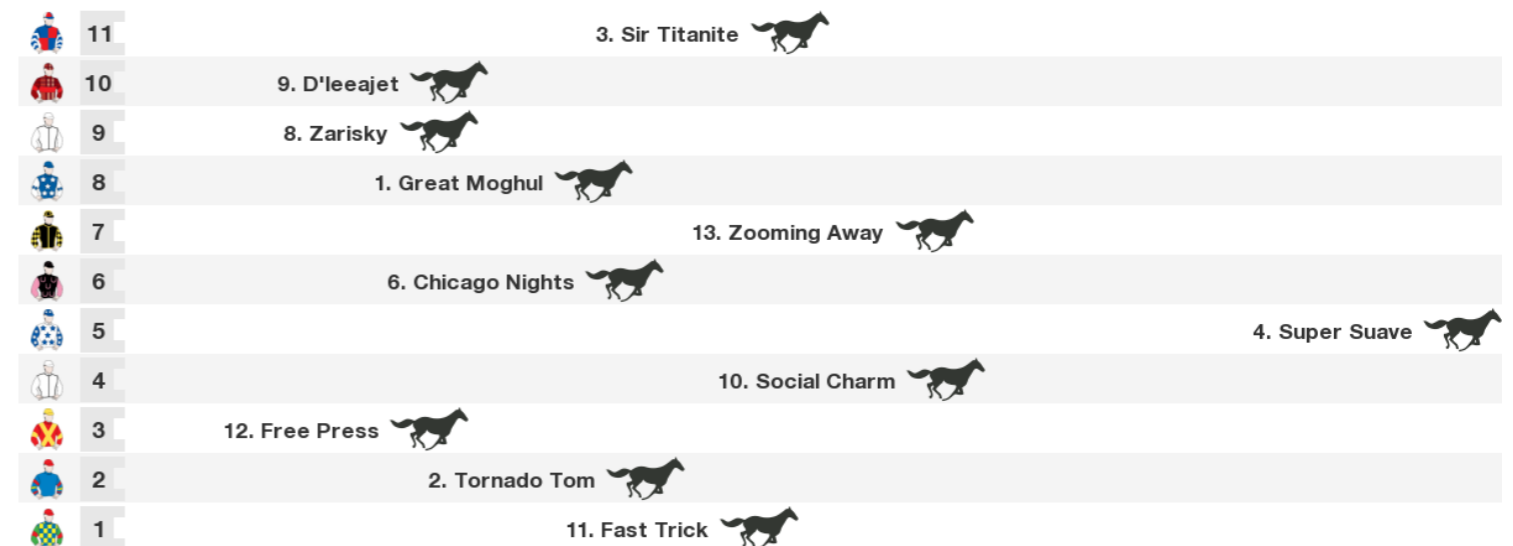 11 3. Sir Titanite
10 9. D'leeajet
9 8. Zarisky
8 1. Great Moghul
7 13. Zooming Away
6 6. Chicago Nights
5 4. Super Suave
4 10. Social Charm
3 12. Free Press
2 2. Tornado Tom
1 11. Fast Trick